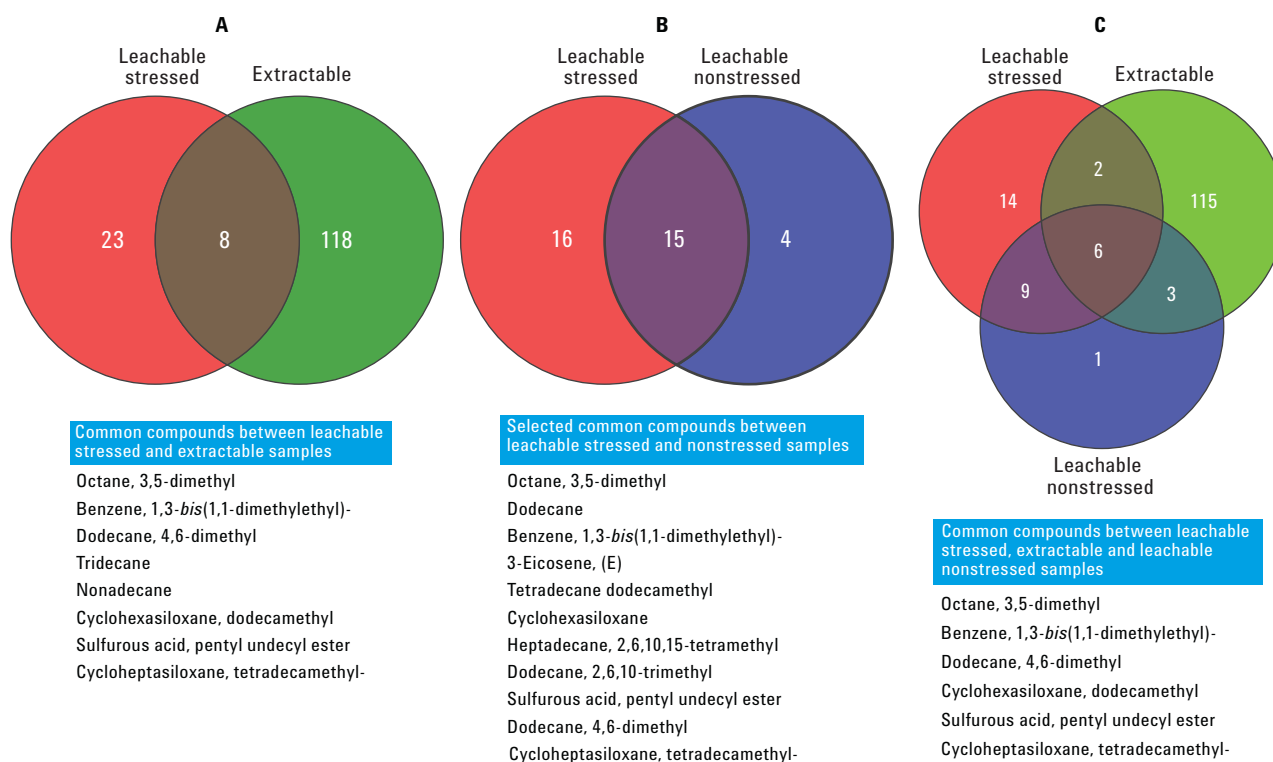 A
Leachable
stressed
Extractable
23
8
118
Common compounds between leachable
stressed and extractable samples
Octane, 3,5-dimethyl
Benzene, 1,3-bis(1,1-dimethylethyl)-
Dodecane, 4,6-dimethyl
Tridecane
Nonadecane
Cyclohexasiloxane, dodecamethyl
Sulfurous acid, pentyl undecyl ester
Cycloheptasiloxane, tetradecamethyl-
B
Leachable
stressed
Leachable
nonstressed
16
15
4
Selected common compounds between
leachable stressed and nonstressed samples
Octane, 3,5-dimethyl
Dodecane
Benzene, 1,3-bis(1,1-dimethylethyl)-
3-Eicosene, (E)
Tetradecane dodecamethyl
Cyclohexasiloxane
Heptadecane, 2,6,10,15-tetramethyl
Dodecane, 2,6,10-trimethyl
Sulfurous acid, pentyl undecyl ester
Dodecane, 4,6-dimethyl
Cycloheptasiloxane, tetradecamethyl-
C
Leachable
stressed
Extractable
2
14
115
6
9
3
1
Leachable
nonstressed
Common compounds between leachable
stressed, extractable and leachable
nonstressed samples
Octane, 3,5-dimethyl
Benzene, 1,3-bis(1,1-dimethylethyl)-
Dodecane, 4,6-dimethyl
Cyclohexasiloxane, dodecamethyl
Sulfurous acid, pentyl undecyl ester
Cycloheptasiloxane, tetradecamethyl-